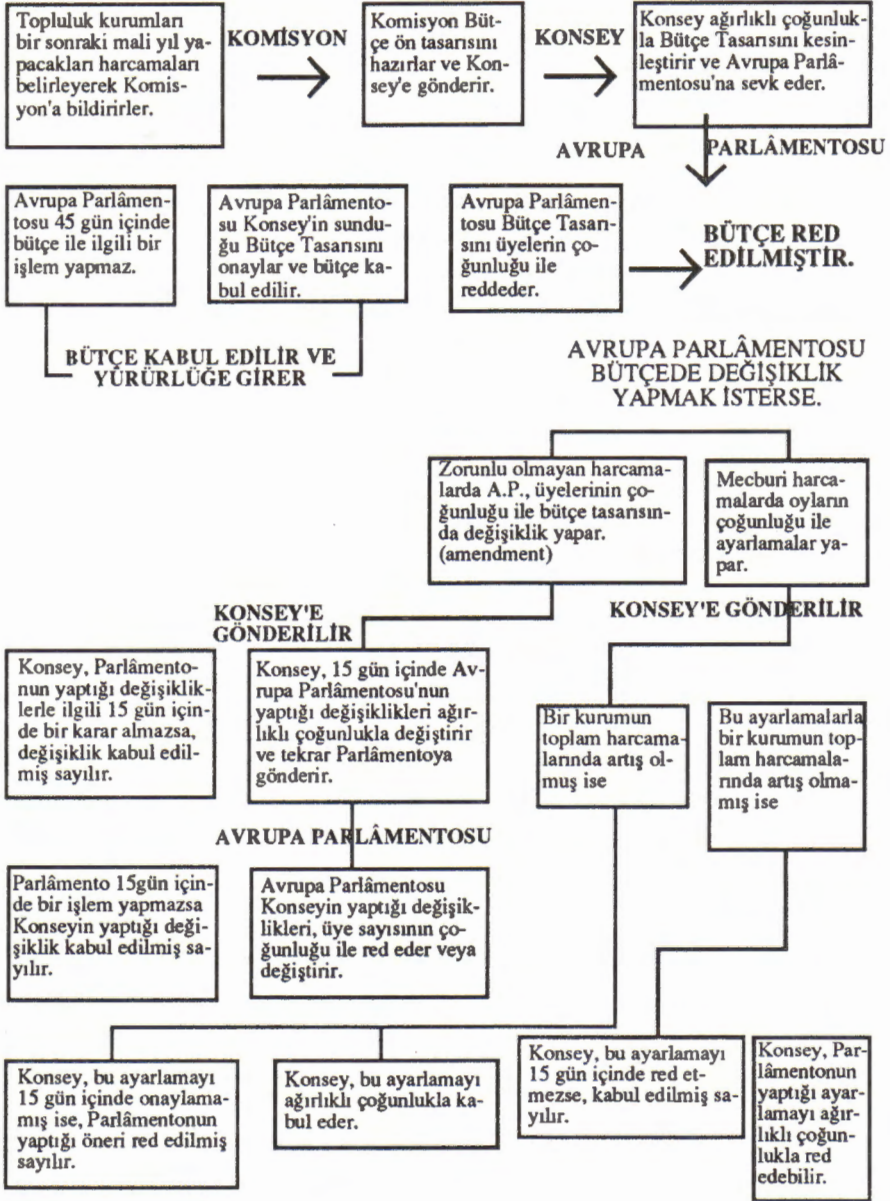 Topluluk kurumları
bir sonraki mali yıl ya-
pacakları harcamaları
belirleyerek Komis-
yon'a bildirirler.
KOMİSYON
Komisyon Büt-
çe ön tasarısını
hazırlar ve Kon-
sey'e gönderir.
KONSEY
Konsey ağırlıklı çoğunluk-
la Bütçe Tasarısını kesin-
leştirir ve Avrupa Parlâ-
mentosu'na sevk eder.
AVRUPA PARLÂMENTOSU
Avrupa Parlâmen-
tosu 45 gün içinde
bütçe ile ilgili bir
işlem yapmaz.
Avrupa Parlâmento-
su Konsey'in sundu-
ğu Bütçe Tasarısını
onaylar ve bütçe ka-
bul edilir.
Avrupa Parlâmen-
tosu Bütçe Tasarı-
sını üyelerin ço-
ğunluğu ile
reddeder.
BÜTÇE RED
EDİLMİŞTİR.
BÜTÇE KABUL EDİLİR VE
YÜRÜRLÜĞE GİRER
AVRUPA PARLÂMENTOSU
BÜTÇEDE DEĞİŞİKLİK
YAPMAK İSTERSE.
Zorunlu olmayan harcama-
larda A.P., üyelerinin ço-
ğunluğu ile bütçe tasarısın-
da değişiklik yapar.
(amendment)
Mecburi harca-
malarda oyların
çoğunluğu ile
ayarlamalar ya-
par.
KONSEY'E
GÖNDERİLİR
KONSEY'E GÖNDERİLİR
Konsey, Parlâmento-
nun yaptığı değişiklik-
lerle ilgili 15 gün için-
de bir karar almazsa,
değişiklik kabul edil-
miş sayılır.
Konsey, 15 gün içinde Av-
rupa Parlâmentosu'nun
yaptığı değişiklikleri ağır-
lıklı çoğunlukla değiştirir
ve tekrar Parlâmentoya
gönderir.
Bir kurumun
toplam harcama-
larında artış ol-
muş ise
Bu ayarlamalarla
bir kurumun top-
lam harcamala-
rında artış olma-
mış ise
AVRUPA PARLÂMENTOSU
Parlâmento 15gün için-
de bir işlem yapmazsa
Konseyin yaptığı deği-
şiklik kabul edilmiş sa-
yılır.
Avrupa Parlâmentosu
Konseyin yaptığı değişik-
likleri, üye sayısının ço-
ğunluğu ile red eder veya
değiştirir.
Konsey, bu ayarlamayı
15 gün içinde onaylama-
mış ise, Parlâmentonun
yaptığı öneri red edilmiş
sayılır.
Konsey, bu ayarlamayı
ağırlıklı çoğunlukla ka-
bul eder.
Konsey, bu ayarlamayı
15 gün içinde red et-
mezse, kabul edilmiş sa-
yılır.
Konsey, Par-
lâmentonun
yaptığı ayar-
lamayı ağır-
lıklı çoğun-
lukla red
edebilir.